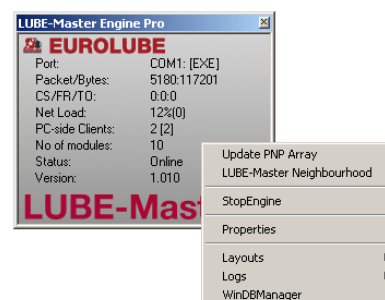 LUBE-Master Engine Pro
EUROLUBE
Port: COM1: [EXE]
Packet/Bytes: 5180:117201
CS/FR/TO: 0:0:0
Net Load: 12%(0)
PC-side Clients: 2 [2]
No of modules: 10
Status: Online
Version: 1.010
LUBE-Mas
Update PNP Array
LUBE-Master Neighbourhood
StopEngine
Properties
Layouts
Logs
WinDBManager